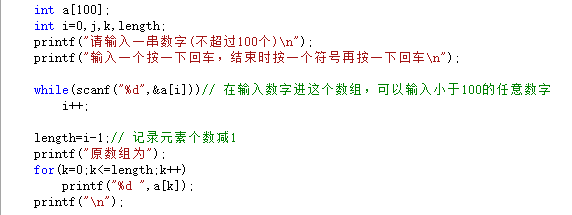 int a[100];
int i=0,j,k,length;
printf("请输入一串数字(不超过100个)\n");
printf("输入一个按一下回车，结束时按一个符号再按一下回车\n");
while(scanf("%d",&a[i]))// 在输入数字进这个数组，可以输入小于100的任意数字
i++;
length=i-1;// 记录元素个数减1
printf("原数组为");
for(k=0;k<=length;k++)
printf("%d ",a[k]);
printf("\n");